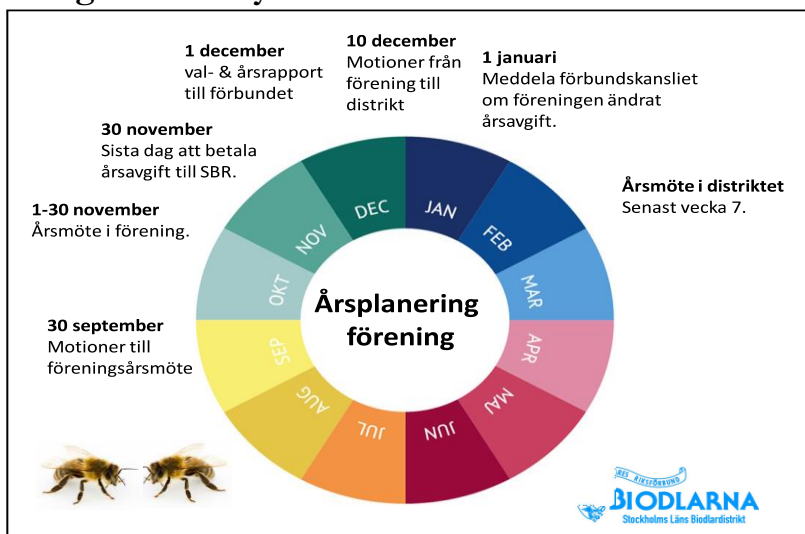 1 december
val- & årsrapport
till förbundet
10 december
Motioner från
förening till
distrikt
1 januari
Meddela förbundskansliet
om föreningen ändrat
årsavgift.
30 november
Sista dag att betala
årsavgift till SBR.
Årsmöte i distriktet
Senast vecka 7.
1-30 november
Årsmöte i förening.
30 september
Motioner till
föreningsårsmöte
JAN
FEB
MAR
APR
MAJ
JUN
JUL
AUG
SEP
OKT
NOV
DEC
Årsplanering
förening
RIKSFÖRBUND
BIODLARNA
Stockholms Läns Biodlardistrikt